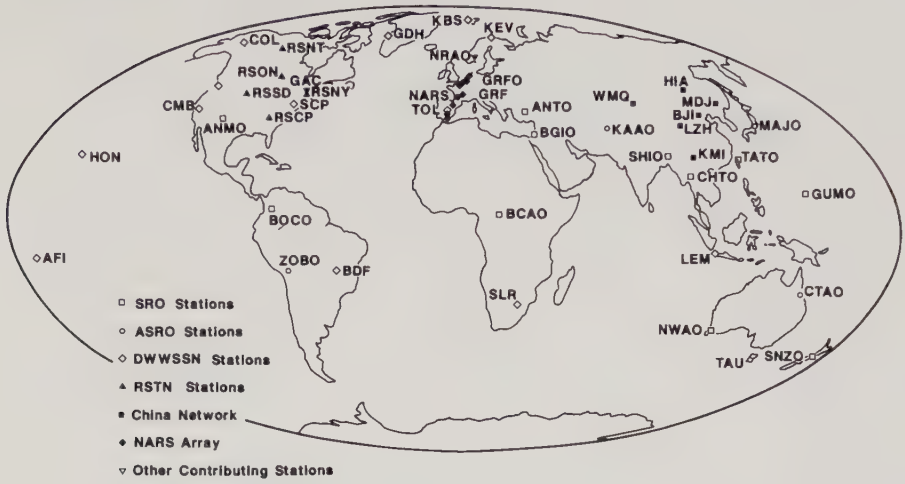 KBS
KEV
COL
GDH
RSNT
NRAO
RSON
GAC
GRFO
HIA
RSSD
RSNY
NARS
GRF
WMQ
MDJ
CMB
SCP
TOL
ANTO
BJI
ANMO
RSCP
KAAO
LZH
MAJO
BGIO
HON
SHIO
KMI
TATO
CHTO
GUMO
BOCO
BCAO
AFI
ZOBO
BDF
LEM
SLR
CTAO
NWAO
TAU
SNZO
SRO Stations
ASRO Stations
DWWSSN Stations
RSTN Stations
China Network
NARS Array
Other Contributing Stations